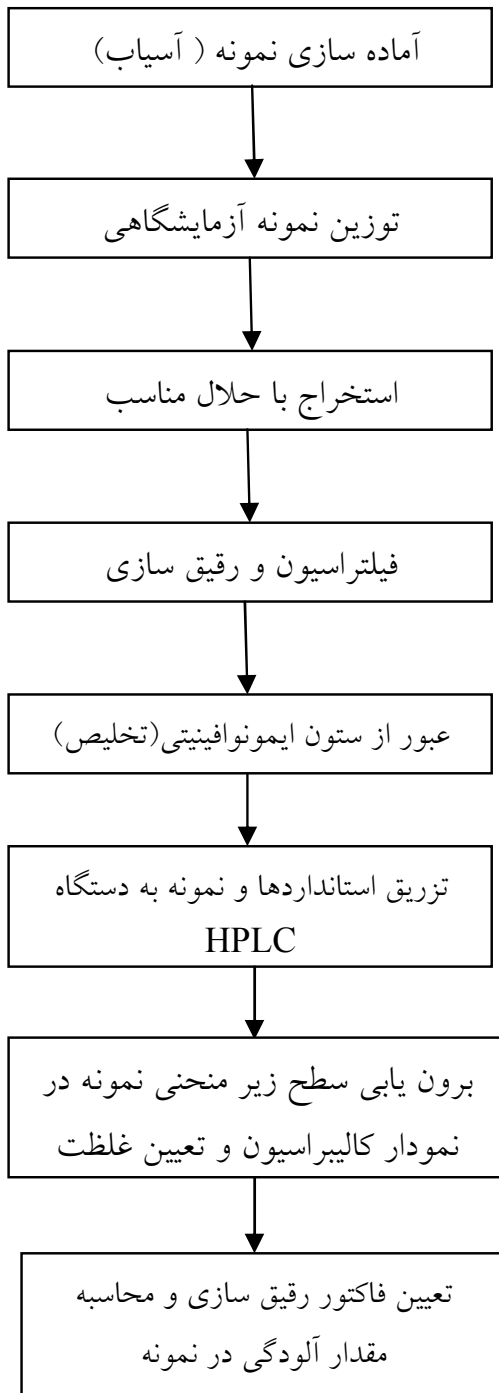 آماده سازی نمونه ( آسیاب)
توزین نمونه آزمایشگاهی
استخراج با حلال مناسب
فیلتراسیون و رقیق سازی
عبور از ستون ایمونوافینیتی(تخلیص)
تزریق استانداردها و نمونه به دستگاه
HPLC
برون یابی سطح زیر منحنی نمونه در
نمودار کالیبراسیون و تعیین غلظت
تعیین فاکتور رقیق سازی و محاسبه
مقدار آلودگی در نمونه